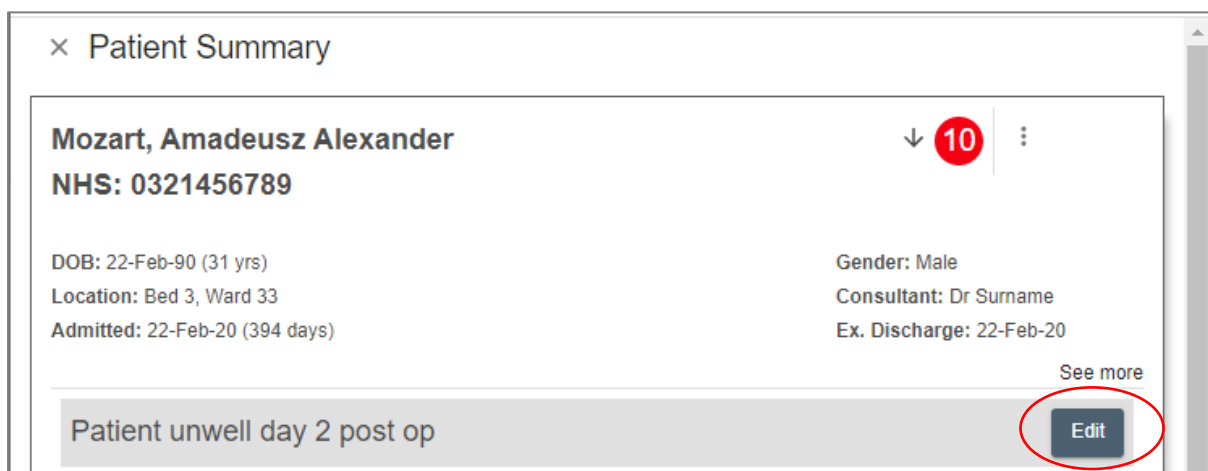 × Patient Summary
Mozart, Amadeusz Alexander
10
NHS: 0321456789
DOB: 22-Feb-90 (31 yrs)
Gender: Male
Location: Bed 3, Ward 33
Consultant: Dr Surname
Admitted: 22-Feb-20 (394 days)
Ex. Discharge: 22-Feb-20
See more
Patient unwell day 2 post op
Edit